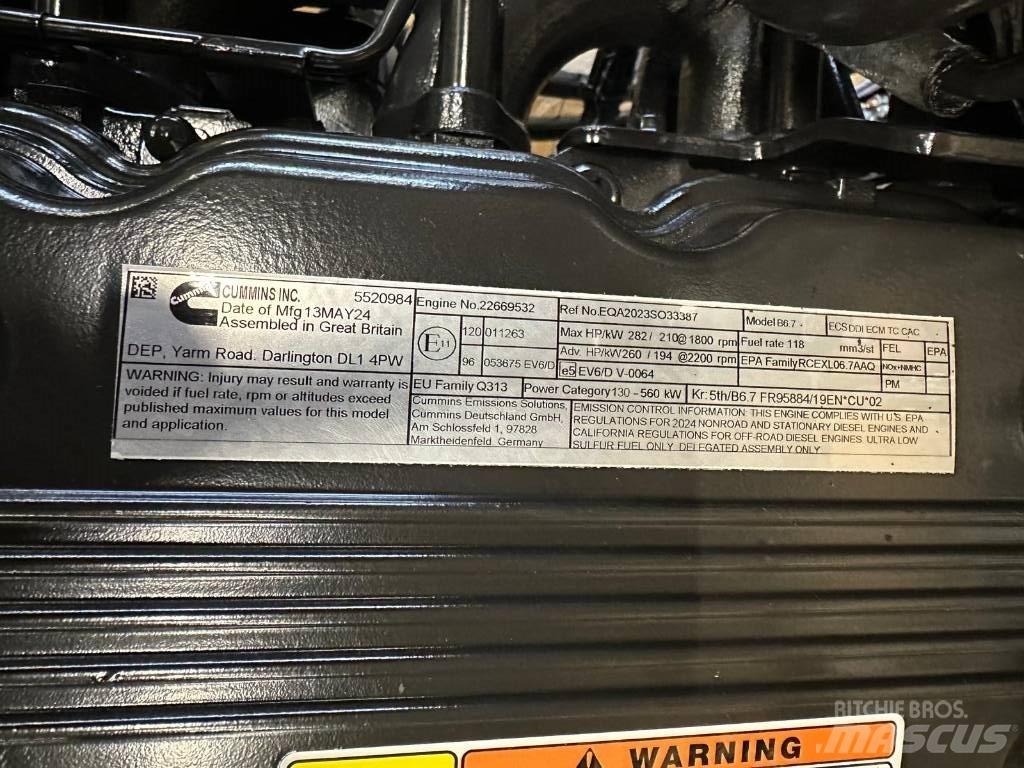 Cummins
CUMMINS INC. 5520984
Date of Mfg 13MAY24
Assembled in Great Britain
DEP, Yarm Road. Darlington DL1 4PW
WARNING: Injury may result and warranty is
voided if fuel rate, rpm or altitudes exceed
published maximum values for this model
and application.
Engine No.22669532
E11
120 011263
96 053675 EV6/D
EU Family Q313
Cummins Emissions Solutions,
Cummins Deutschland GmbH,
Am Schlossfeld 1, 97828
Marktheidenfeld, Germany
Ref No.EQA2023SO33387
Model B6.7
ECS DDI ECM TC CAC
Max HP/kW 282 / 210@ 1800 rpm
Fuel rate 118 mm3/st
FEL
EPA
Adv. HP/kW260 / 194 @2200 rpm
EPA FamilyRCEXL06.7AAQ
NOx+NMHC
e5 EV6/D V-0064
PM
Power Category130 - 560 kW
Kr: 5th/B6.7 FR95884/19EN*CU*02
EMISSION CONTROL INFORMATION: THIS ENGINE COMPLIES WITH U.S. EPA
REGULATIONS FOR 2024 NONROAD AND STATIONARY DIESEL ENGINES AND
CALIFORNIA REGULATIONS FOR OFF-ROAD DIESEL ENGINES. ULTRA LOW
SULFUR FUEL ONLY. DELEGATED ASSEMBLY ONLY
WARNING
RITCHIE BROS.
MASCUS